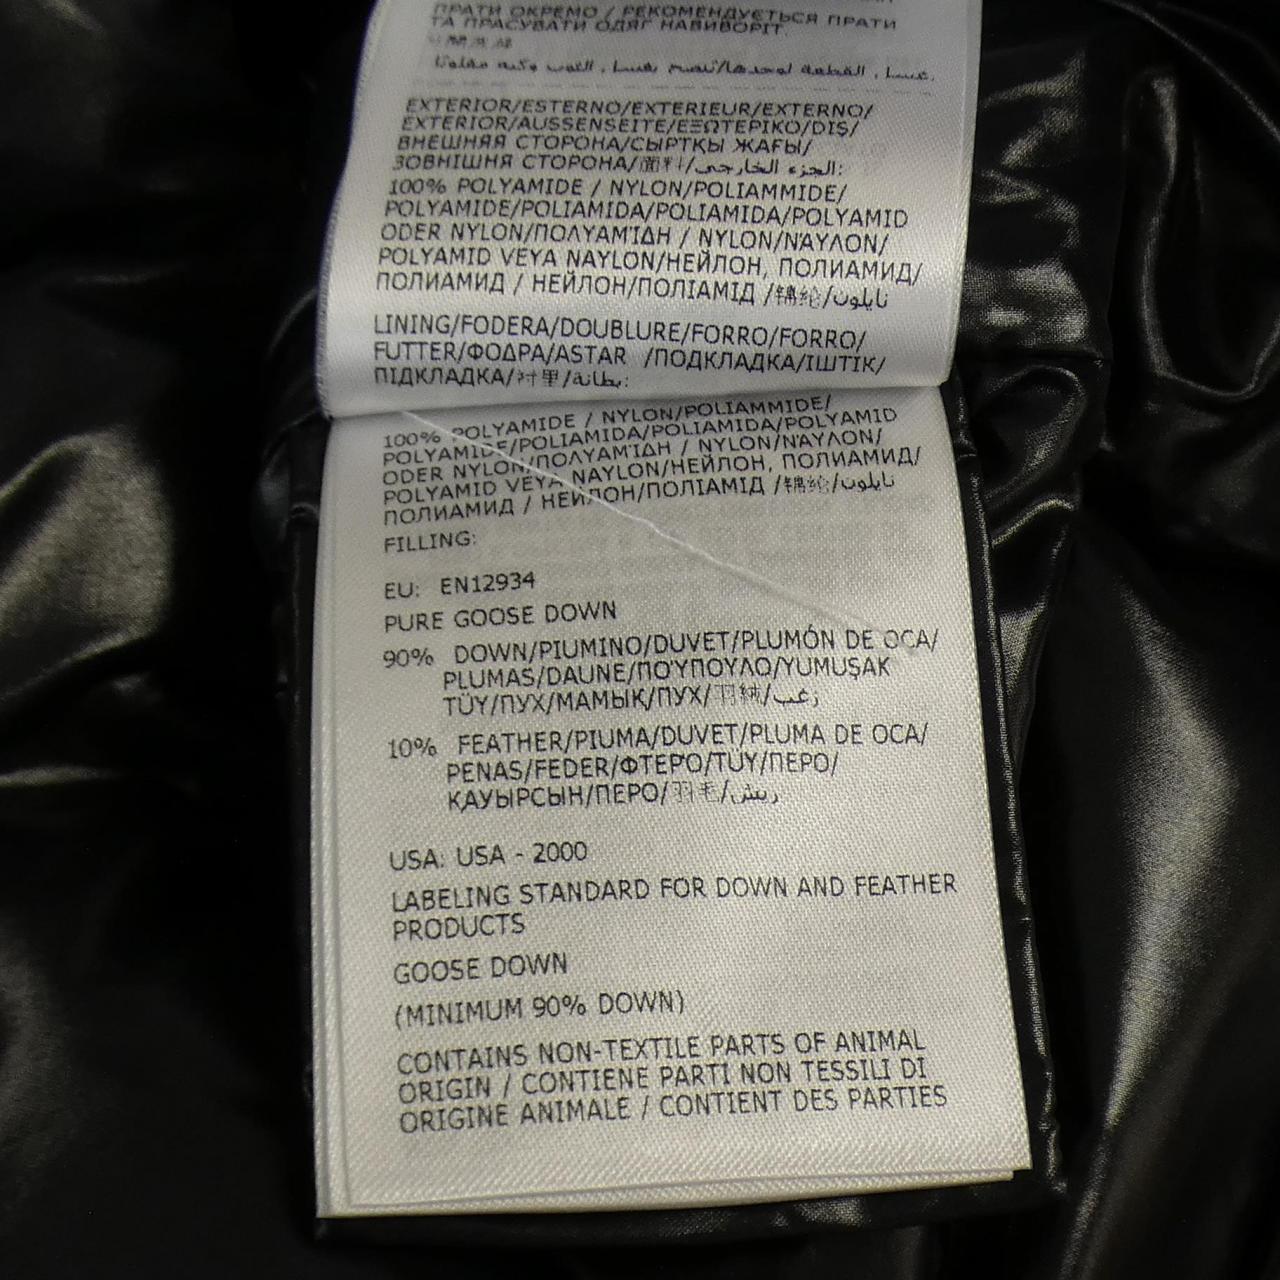 ПРАТИ ОКРЕМО / РЕКОМЕНДУЄТЬСЯ ПРАТИ
ТА ПРАСУВАТИ ОДЯГ НАВИВОРІТ.
EXTERIOR/ESTERNO/EXTERIEUR/EXTERNO/
EXTERIOR/AUSSENSEITE/ΕΞΩΤΕΡΙΚΟ/DIŞ/
ВНЕШНЯЯ СТОРОНА/СЫРТҚЫ ЖАҒЫ/
ЗОВНІШНЯ СТОРОНА/面料/الجزء الخارجي:
100% POLYAMIDE / NYLON/POLIAMMIDE/
POLYAMIDE/POLIAMIDA/POLIAMIDA/POLYAMID
ODER NYLON/ΠΟΛΥΑΜΊΔΗ / NYLON/ΝΆΥΛΟΝ/
POLYAMID VEYA NAYLON/НЕЙЛОН, ПОЛИАМИД/
ПОЛИАМИД / НЕЙЛОН/ПОЛІАМІД /锦纶/نايلون
LINING/FODERA/DOUBLURE/FORRO/FORRO/
FUTTER/ΦΟΔΡΑ/ASTAR /ПОДКЛАДКА/ІШТІК/
ПІДКЛАДКА/衬里/بطانة:
100% POLYAMIDE / NYLON/POLIAMMIDE/
POLYAMIDE/POLIAMIDA/POLIAMIDA/POLYAMID
ODER NYLON/ΠΟΛΥΑΜΊΔΗ / NYLON/ΝΆΥΛΟΝ/
POLYAMID VEYA NAYLON/НЕЙЛОН, ПОЛИАМИД/
ПОЛИАМИД / НЕЙЛОН/ПОЛІАМІД /锦纶/نايلون
FILLING:
EU: EN12934
PURE GOOSE DOWN
90% DOWN/PIUMINO/DUVET/PLUMÓN DE OCA/
PLUMAS/DAUNE/ΠΟΎΠΟΥΛΟ/YUMUŞAK
TÜY/ПУХ/МАМЫҚ/ПУХ/羽绒/زغب
10% FEATHER/PIUMA/DUVET/PLUMA DE OCA/
PENAS/FEDER/ΦΤΕΡΌ/TÜY/ПЕРО/
ҚАУЫРСЫН/ПЕРО/羽毛/ريش
USA: USA - 2000
LABELING STANDARD FOR DOWN AND FEATHER
PRODUCTS
GOOSE DOWN
(MINIMUM 90% DOWN)
CONTAINS NON-TEXTILE PARTS OF ANIMAL
ORIGIN / CONTIENE PARTI NON TESSILI DI
ORIGINE ANIMALE / CONTIENT DES PARTIES